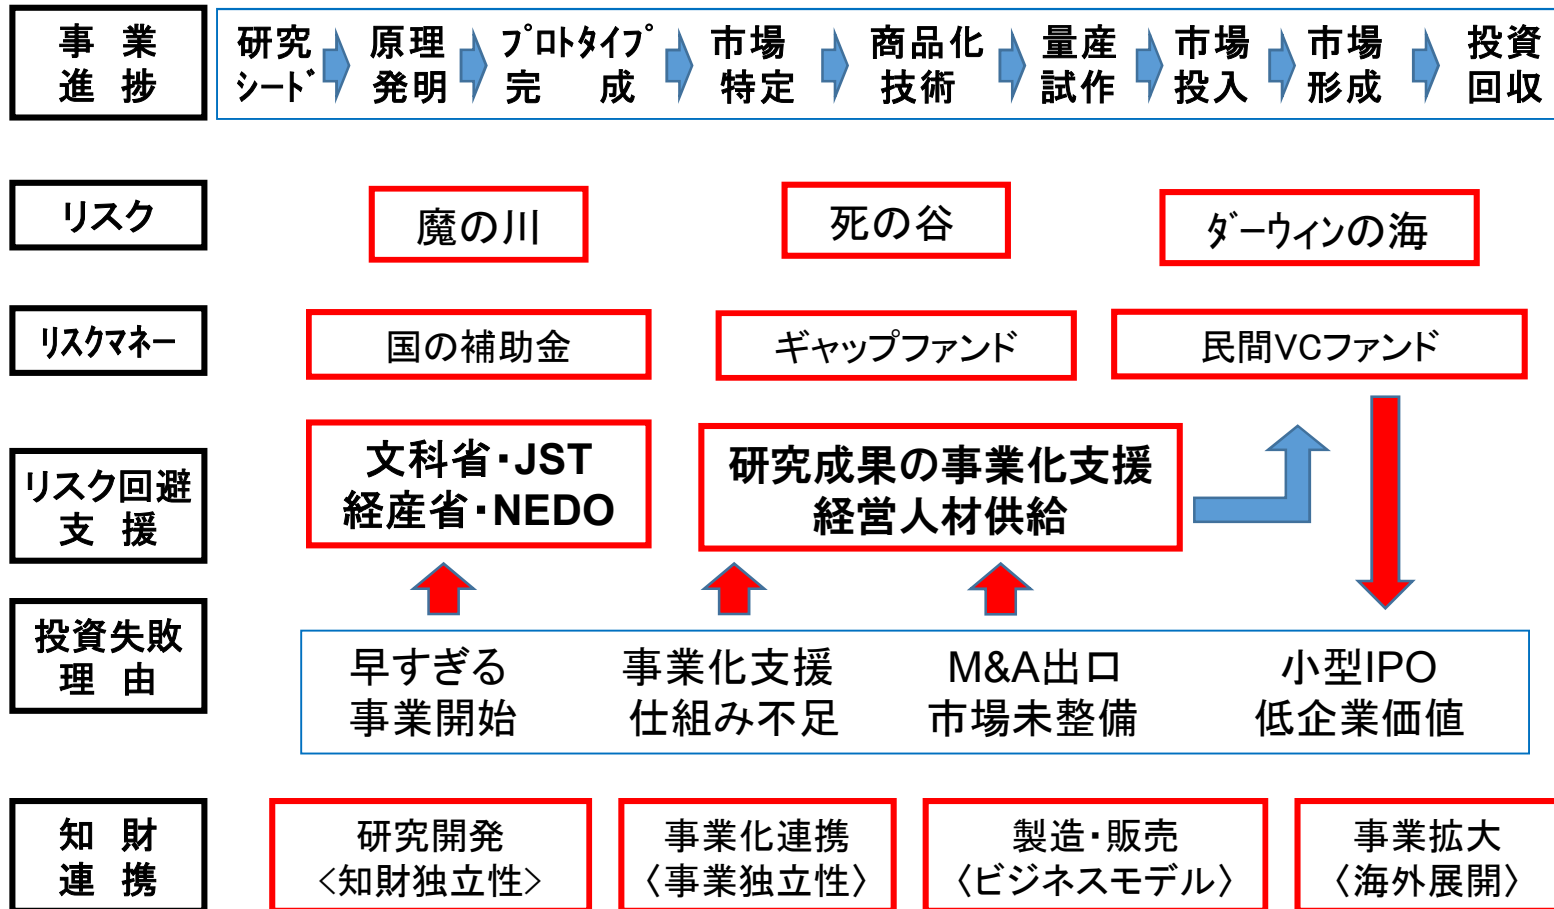 事 業
進 捗
研究
ｼｰﾄﾞ
原理
発明
ﾌﾟﾛﾄﾀｲﾌﾟ
完 成
市場
特定
商品化
技術
量産
試作
市場
投入
市場
形成
投資
回収
リスク
魔の川
死の谷
ﾀﾞｰウィンの海
リスクマネー
国の補助金
ギャップファンド
民間VCファンド
リスク回避
支 援
文科省・JST
経産省・NEDO
研究成果の事業化支援
経営人材供給
投資失敗
理 由
早すぎる
事業開始
事業化支援
仕組み不足
M&A出口
市場未整備
小型IPO
低企業価値
知 財
連 携
研究開発
<知財独立性>
事業化連携
〈事業独立性〉
製造・販売
〈ビジネスモデル〉
事業拡大
〈海外展開〉